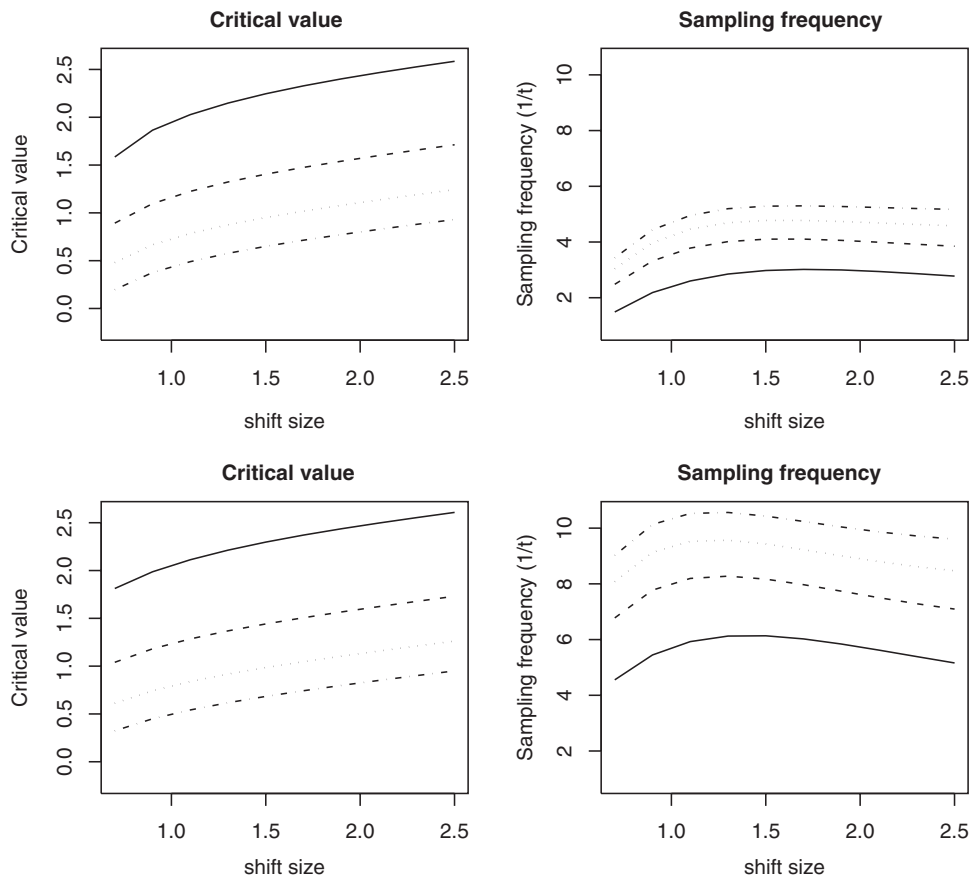 Critical value
Critical value
0.0 0.5 1.0 1.5 2.0 2.5
1.0 1.5 2.0 2.5
shift size
Sampling frequency
Sampling frequency (1/t)
2 4 6 8 10
1.0 1.5 2.0 2.5
shift size
Critical value
Critical value
0.0 0.5 1.0 1.5 2.0 2.5
1.0 1.5 2.0 2.5
shift size
Sampling frequency
Sampling frequency (1/t)
2 4 6 8 10
1.0 1.5 2.0 2.5
shift size